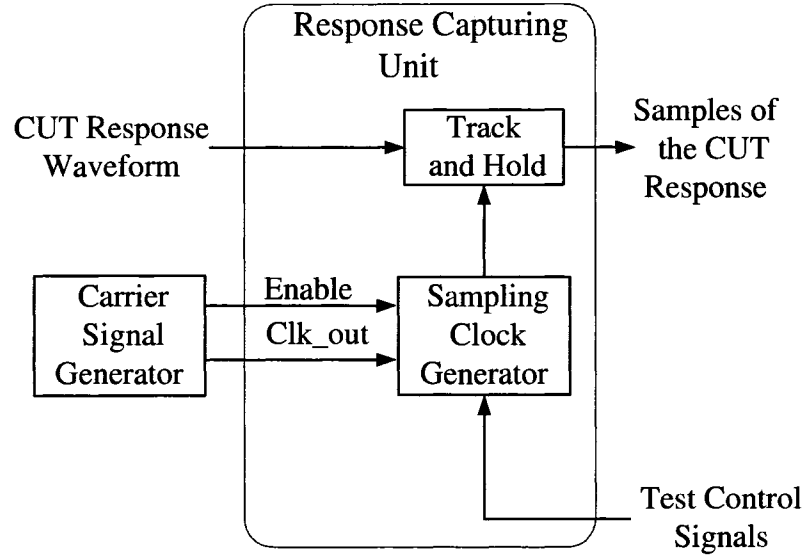 Response Capturing
Unit
CUT Response
Waveform
Track
and Hold
Samples of
the CUT
Response
Carrier
Signal
Generator
Enable
Clk_out
Sampling
Clock
Generator
Test Control
Signals